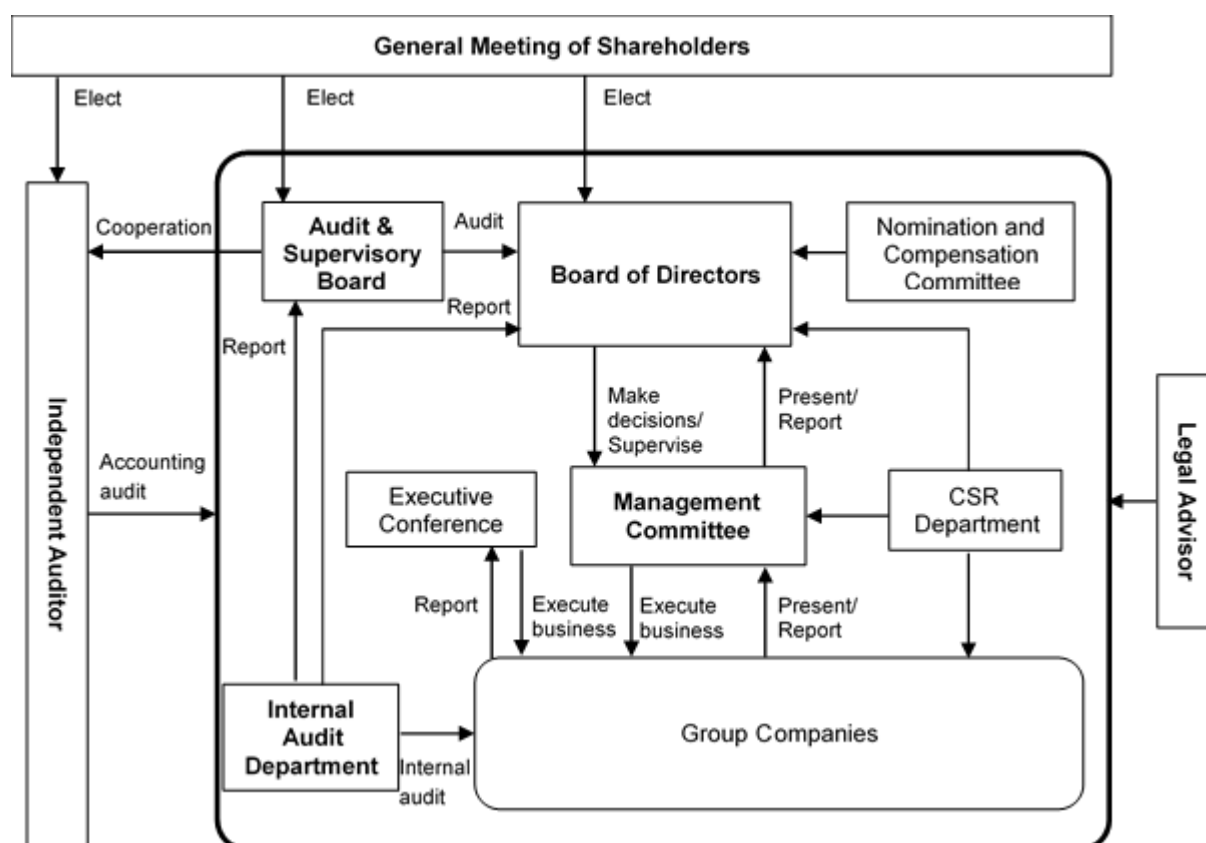 General Meeting of Shareholders
Elect
Elect
Elect
Cooperation
Audit &
Supervisory
Board
Audit
Board of Directors
Nomination and
Compensation
Committee
Report
Report
Make
decisions/
Supervise
Present/
Report
Independent Auditor
Legal Advisor
Accounting
audit
Executive
Conference
Management
Committee
CSR
Department
Report
Execute
business
Execute
business
Present/
Report
Internal
Audit
Department
Internal
audit
Group Companies